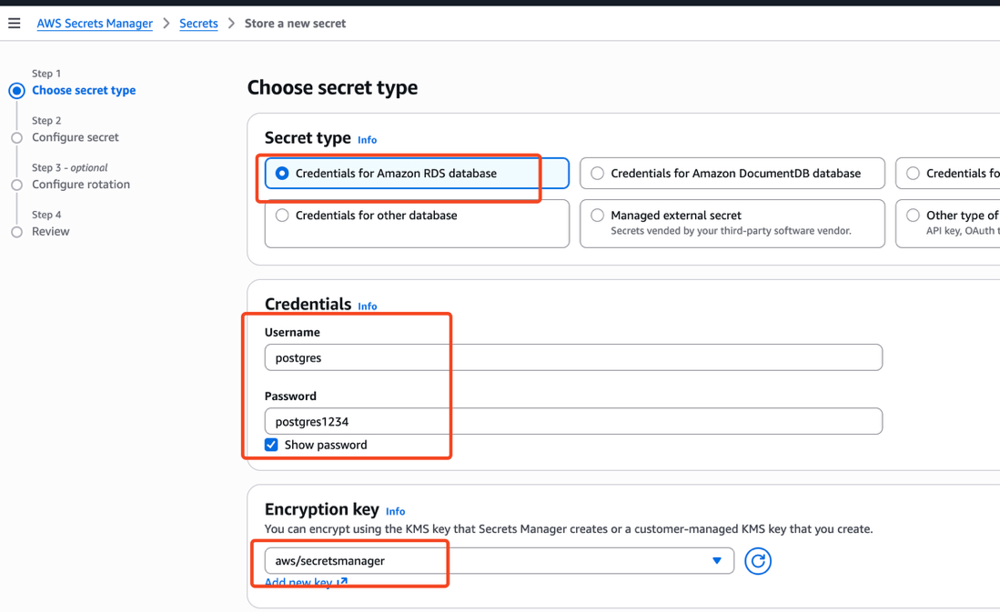 AWS Secrets Manager > Secrets > Store a new secret
Step 1
Choose secret type
Step 2
Configure secret
Step 3 - optional
Configure rotation
Step 4
Review
Choose secret type
Secret type Info
Credentials for Amazon RDS database
Credentials for Amazon DocumentDB database
Credentials fo
Credentials for other database
Managed external secret
Secrets vended by your third-party software vendor.
Other type of
API key, OAuth t
Credentials Info
Username
postgres
Password
postgres1234
Show password
Encryption key Info
You can encrypt using the KMS key that Secrets Manager creates or a customer-managed KMS key that you create.
aws/secretsmanager
Add new key